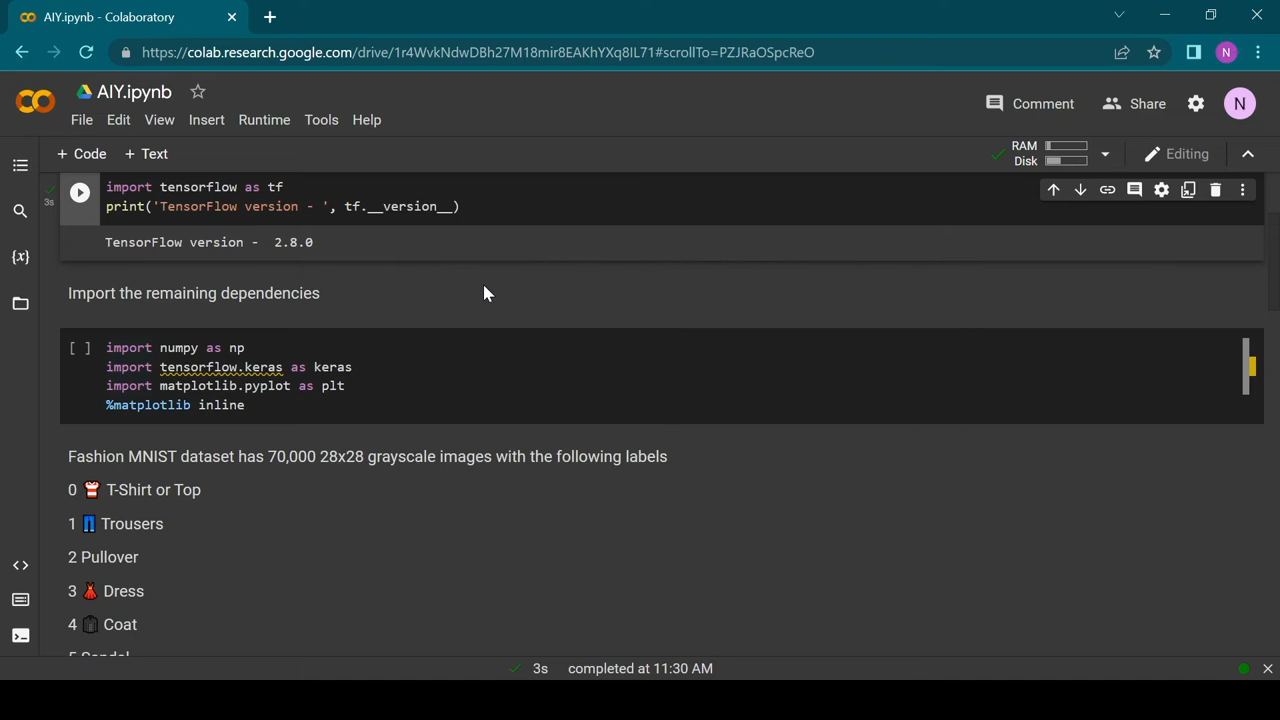 AIY.ipynb - Colaboratory
https://colab.research.google.com/drive/1r4WvkNdwDBh27M18mir8EAKhYXq8IL71#scrollTo=PZJRaOSpcReO
N
AIY.ipynb
Comment
Share
N
File Edit View Insert Runtime Tools Help
+ Code + Text
RAM
Disk
Editing
3s
import tensorflow as tf
print('TensorFlow version - ', tf.__version__)
TensorFlow version - 2.8.0
Import the remaining dependencies
[ ]
import numpy as np
import tensorflow.keras as keras
import matplotlib.pyplot as plt
%matplotlib inline
Fashion MNIST dataset has 70,000 28x28 grayscale images with the following labels
0 T-Shirt or Top
1 Trousers
2 Pullover
3 Dress
4 Coat
5 Sandal
3s completed at 11:30 AM